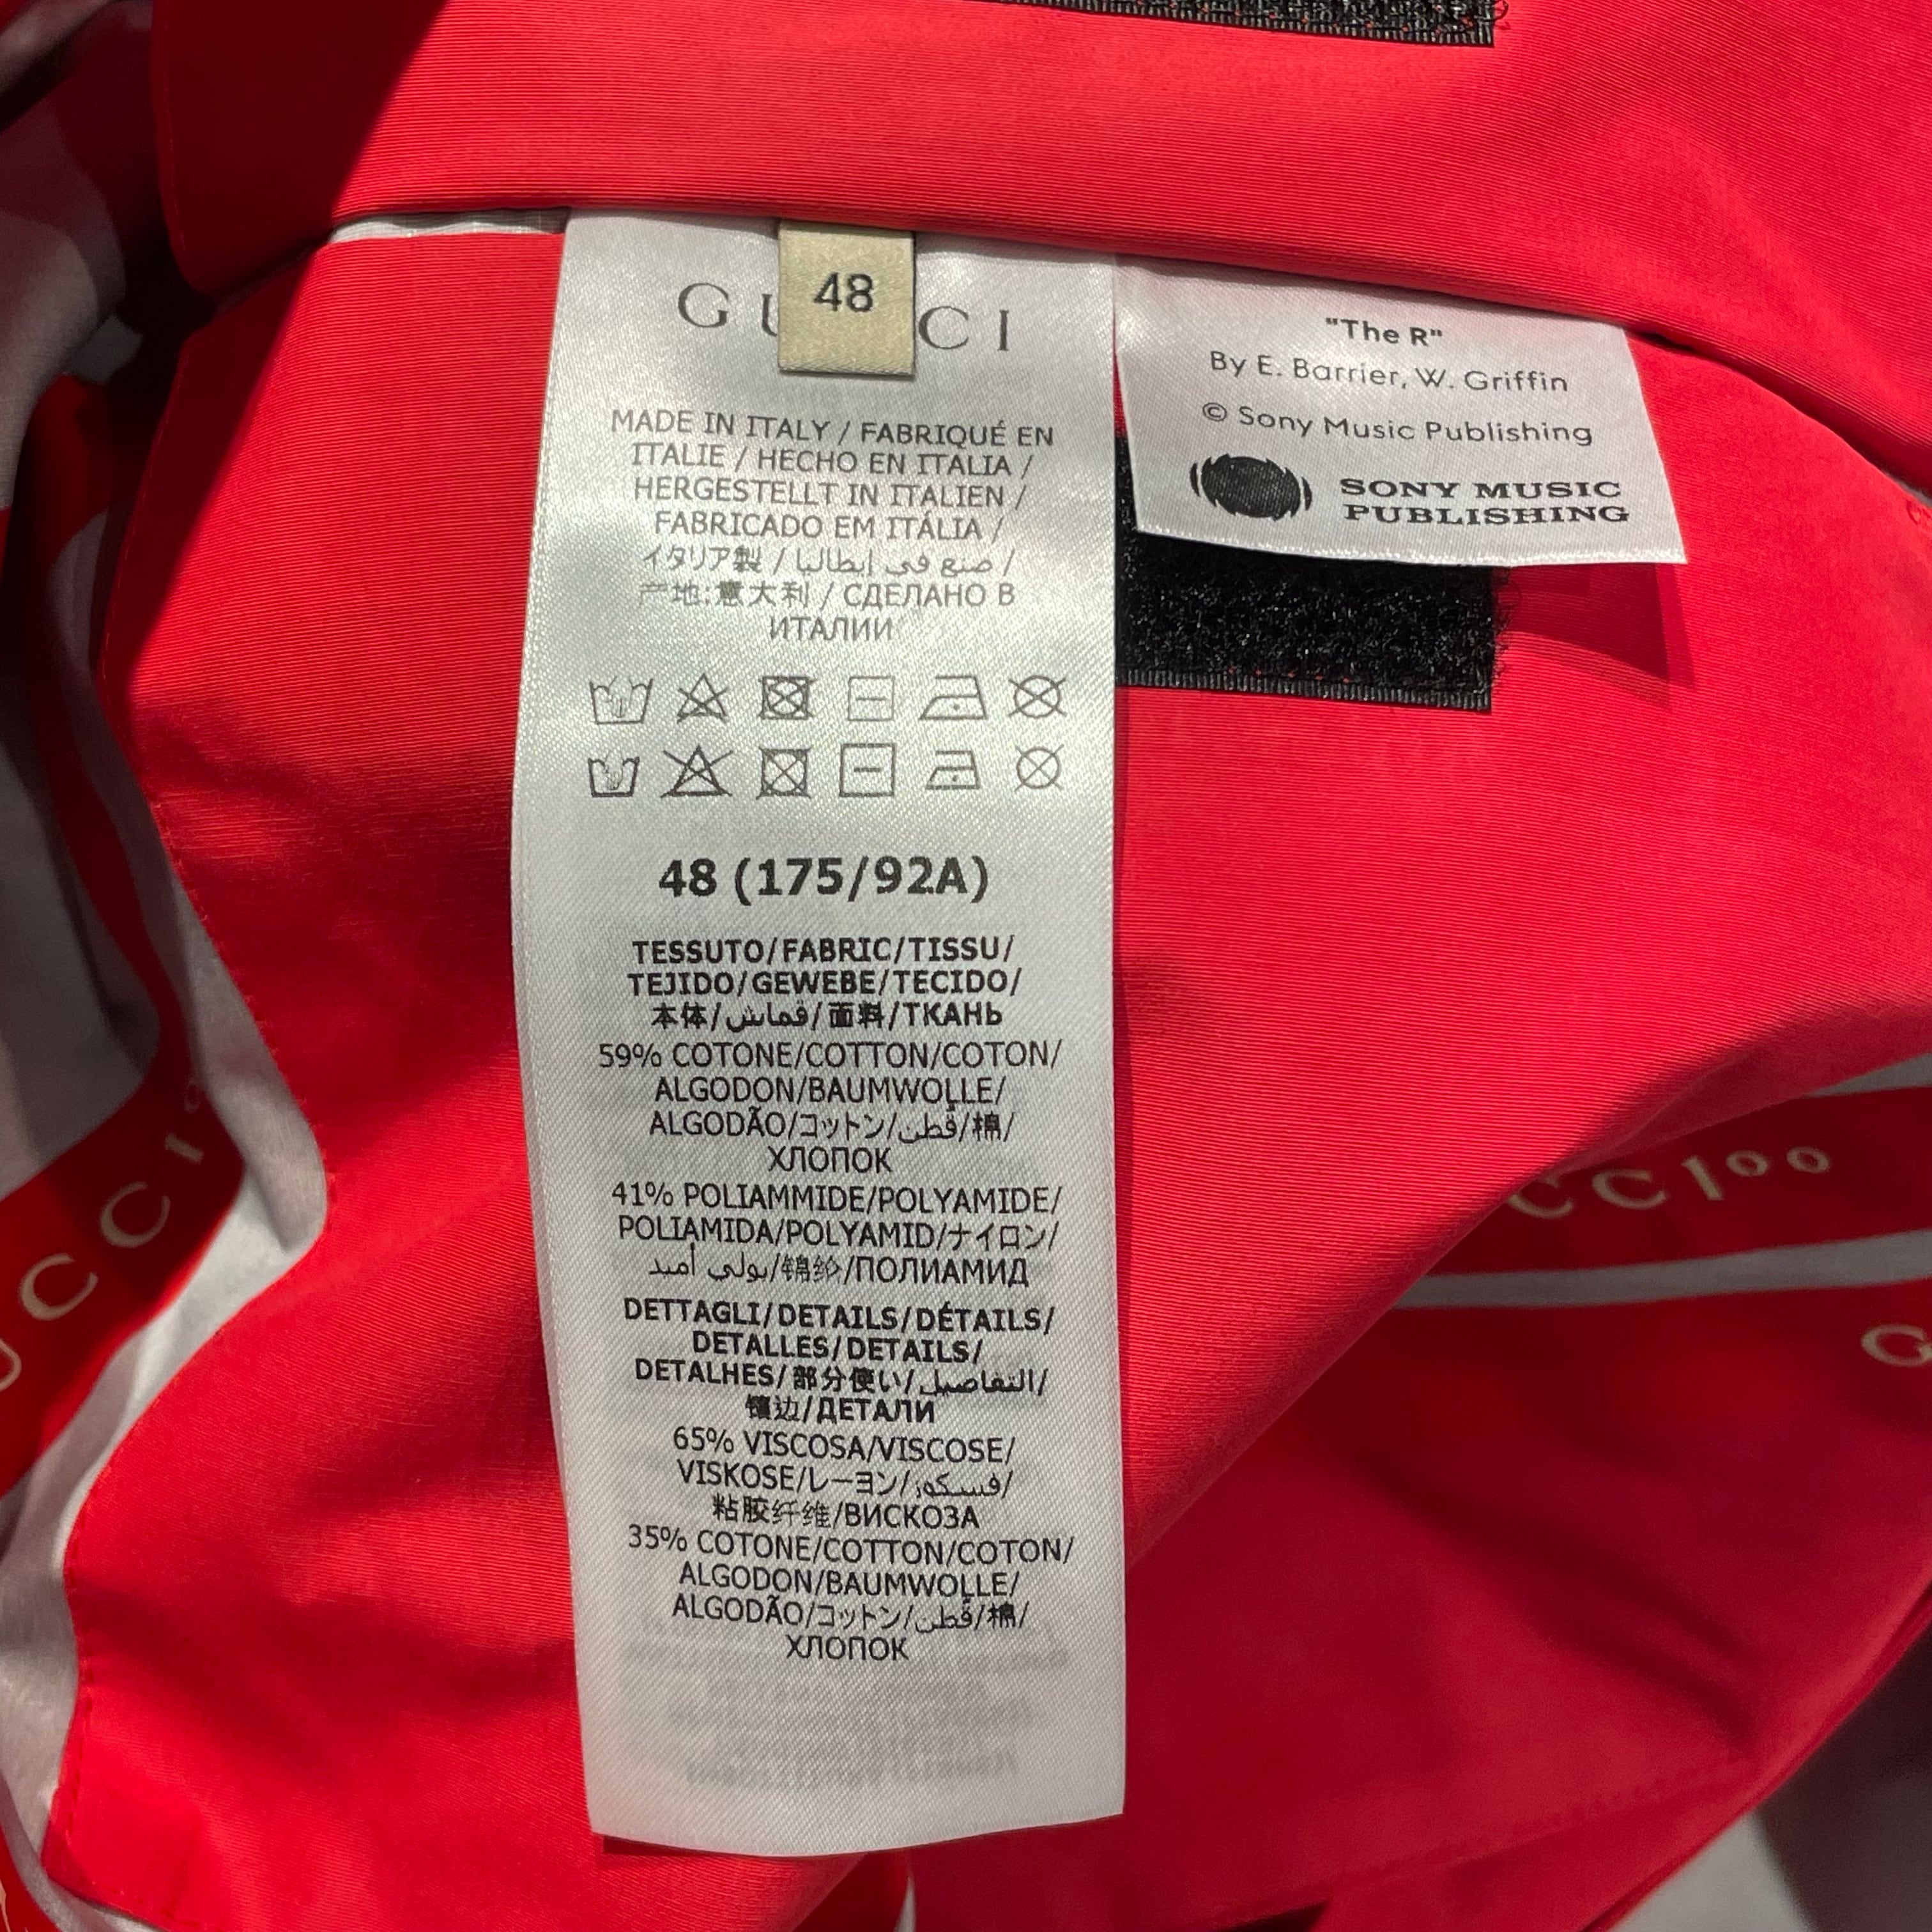 GUCCI
48
MADE IN ITALY / FABRIQUÉ EN
ITALIE / HECHO EN ITALIA /
HERGESTELLT IN ITALIEN /
FABRICADO EM ITÁLIA /
イタリア製 / صنع في إيطاليا /
产地:意大利 / СДЕЛАНО В
ИТАЛИИ
48 (175/92A)
TESSUTO/FABRIC/TISSU/
TEJIDO/GEWEBE/TECIDO/
本体/قماش/面料/ТКАНЬ
59% COTONE/COTTON/COTON/
ALGODON/BAUMWOLLE/
ALGODÃO/コットン/قُطن/棉/
ХЛОПОК
41% POLIAMMIDE/POLYAMIDE/
POLIAMIDA/POLYAMID/ナイロン/
بولي أميد/锦纶/ПОЛИАМИД
DETTAGLI/DETAILS/DÉTAILS/
DETALLES/DETAILS/
DETALHES/部分使い/التفاصيل/
镶边/ДЕТАЛИ
65% VISCOSA/VISCOSE/
VISKOSE/レーヨン/فسكوز/
粘胶纤维/ВИСКОЗА
35% COTONE/COTTON/COTON/
ALGODON/BAUMWOLLE/
ALGODÃO/コットン/قُطن/棉/
ХЛОПОК
"The R"
By E. Barrier, W. Griffin
© Sony Music Publishing
SONY MUSIC
PUBLISHING
UCCI
CCI100
G